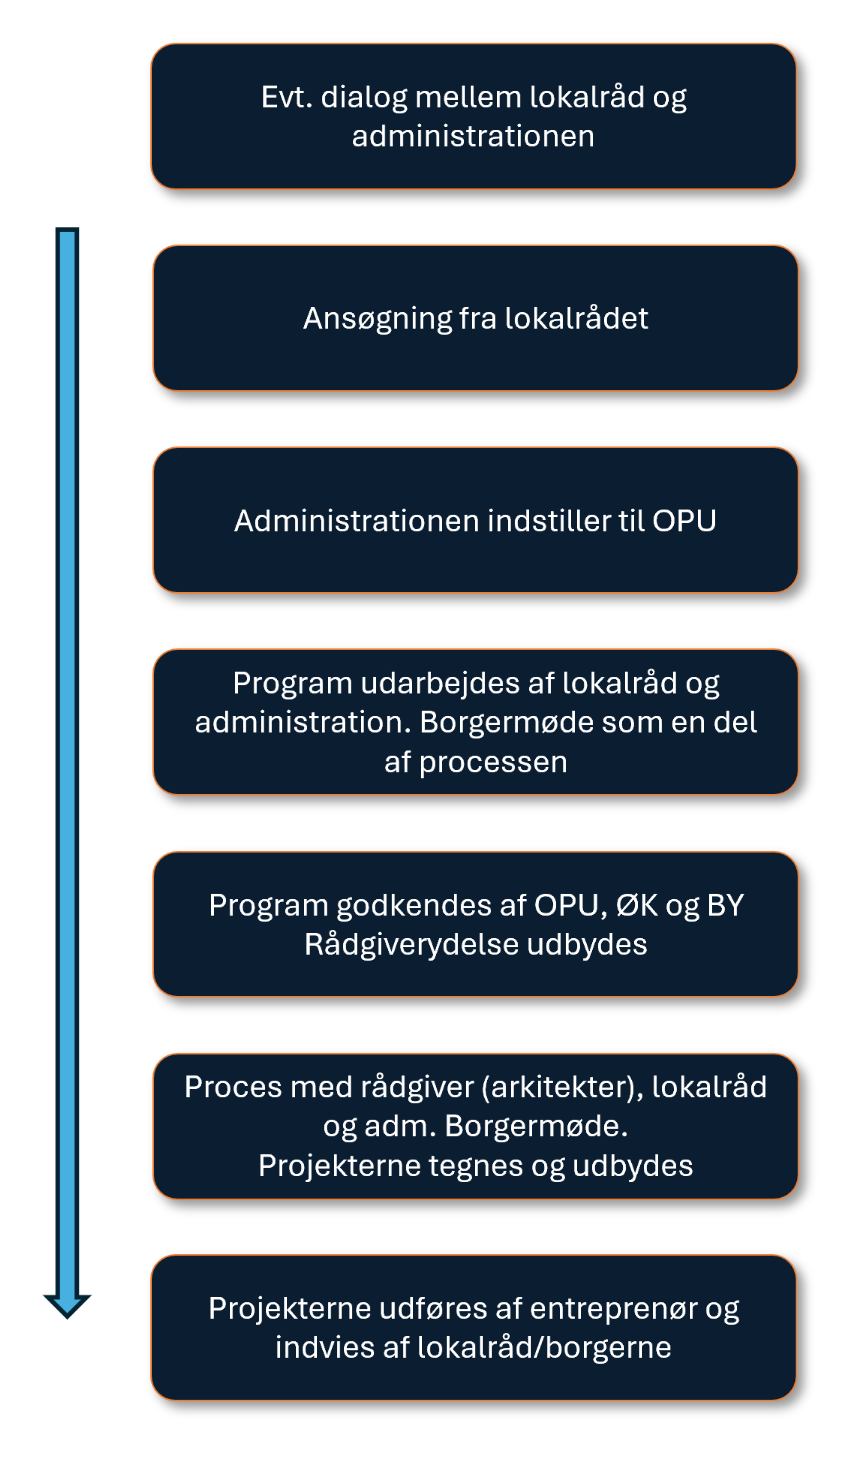 Evt. dialog mellem lokalråd og
administrationen
Ansøgning fra lokalrådet
Administrationen indstiller til OPU
Program udarbejdes af lokalråd og
administration. Borgermøde som en del
af processen
Program godkendes af OPU, ØK og BY
Rådgiverydelse udbydes
Proces med rådgiver (arkitekter), lokalråd
og adm. Borgermøde.
Projekterne tegnes og udbydes
Projekterne udføres af entreprenør og
indvies af lokalråd/borgerne